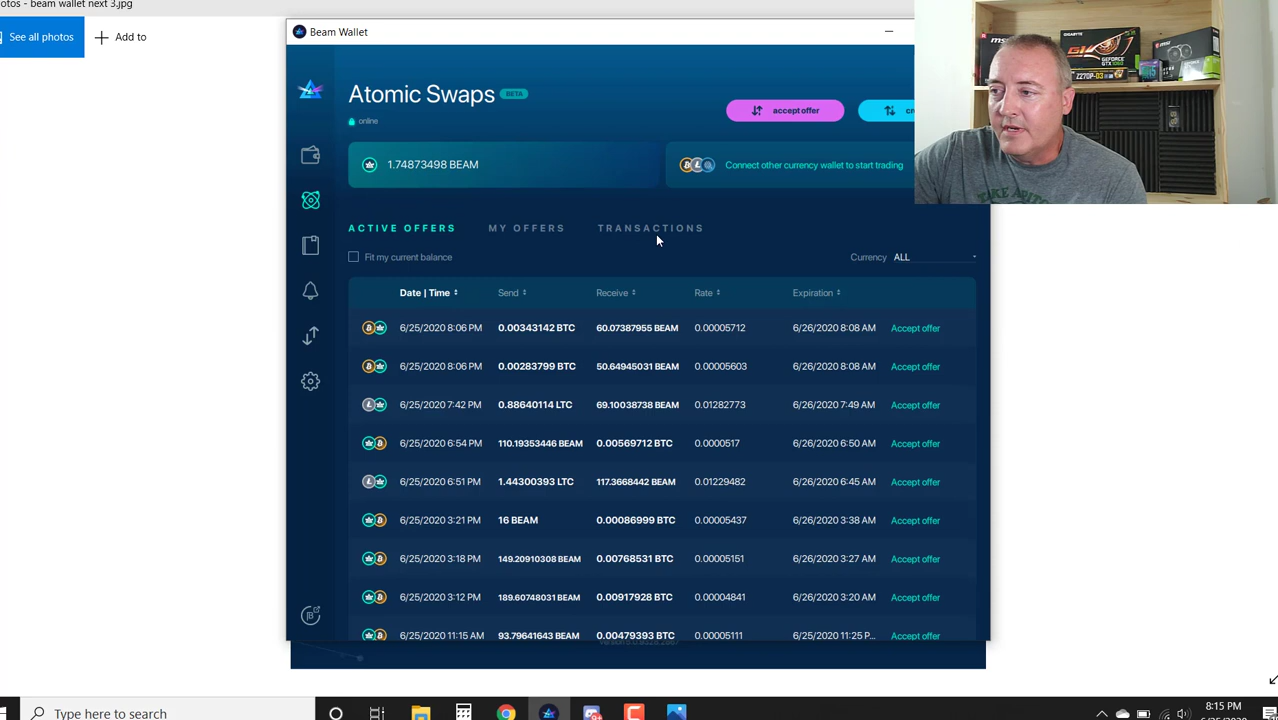 otos - beam wallet next 3.jpg
See all photos
Add to
Beam Wallet
Atomic Swaps BETA
online
accept offer
1.74873498 BEAM
Connect other currency wallet to start trading
ACTIVE OFFERS MY OFFERS TRANSACTIONS
Fit my current balance
Currency ALL
Date | Time Send Receive Rate Expiration
6/25/2020 8:06 PM 0.00343142 BTC 60.07387955 BEAM 0.00005712 6/26/2020 8:08 AM Accept offer
6/25/2020 8:06 PM 0.00283799 BTC 50.64945031 BEAM 0.00005603 6/26/2020 8:08 AM Accept offer
6/25/2020 7:42 PM 0.88640114 LTC 69.10038738 BEAM 0.01282773 6/26/2020 7:49 AM Accept offer
6/25/2020 6:54 PM 110.19353446 BEAM 0.00569712 BTC 0.0000517 6/26/2020 6:50 AM Accept offer
6/25/2020 6:51 PM 1.44300393 LTC 117.3668442 BEAM 0.01229482 6/26/2020 6:45 AM Accept offer
6/25/2020 3:21 PM 16 BEAM 0.00086999 BTC 0.00005437 6/26/2020 3:38 AM Accept offer
6/25/2020 3:18 PM 149.20910308 BEAM 0.00768531 BTC 0.00005151 6/26/2020 3:27 AM Accept offer
6/25/2020 3:12 PM 189.60748031 BEAM 0.00917928 BTC 0.00004841 6/26/2020 3:20 AM Accept offer
6/25/2020 11:15 AM 93.79641643 BEAM 0.00479393 BTC 0.00005111 6/25/2020 11:25 P... Accept offer
GIGABYTE
GEFORCE
GTX 1060
Z270P-D3
msi
Type here to search
8:15 PM